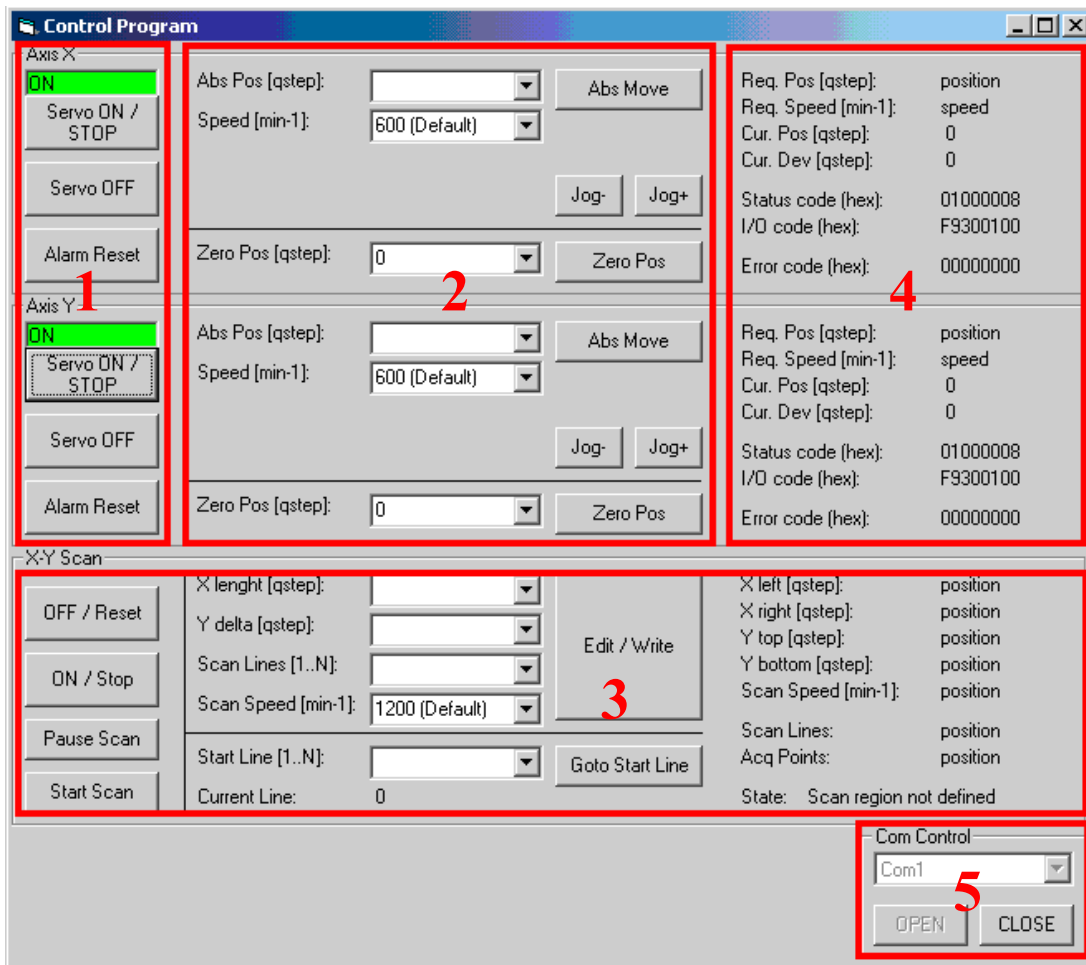 Control Program
Axis X
ON
Servo ON /
STOP
Servo OFF
Alarm Reset
1
Abs Pos [qstep]:
Abs Move
Speed [min-1]: 600 (Default)
Jog- Jog+
Zero Pos [qstep]: 0 Zero Pos
2
Req. Pos [qstep]: position
Req. Speed [min-1]: speed
Cur. Pos [qstep]: 0
Cur. Dev [qstep]: 0
Status code (hex): 01000008
I/O code (hex): F9300100
Error code (hex): 00000000
4
Axis Y
ON
Servo ON /
STOP
Servo OFF
Alarm Reset
Abs Pos [qstep]:
Abs Move
Speed [min-1]: 600 (Default)
Jog- Jog+
Zero Pos [qstep]: 0 Zero Pos
Req. Pos [qstep]: position
Req. Speed [min-1]: speed
Cur. Pos [qstep]: 0
Cur. Dev [qstep]: 0
Status code (hex): 01000008
I/O code (hex): F9300100
Error code (hex): 00000000
X-Y Scan
OFF / Reset
ON / Stop
Pause Scan
Start Scan
X lenght [qstep]:
Y delta [qstep]:
Scan Lines [1..N]:
Scan Speed [min-1]: 1200 (Default)
Edit / Write
3
Start Line [1..N]: Goto Start Line
Current Line: 0
X left [qstep]: position
X right [qstep]: position
Y top [qstep]: position
Y bottom [qstep]: position
Scan Speed [min-1]: position
Scan Lines: position
Acq Points: position
State: Scan region not defined
Com Control
Com1
5
OPEN CLOSE